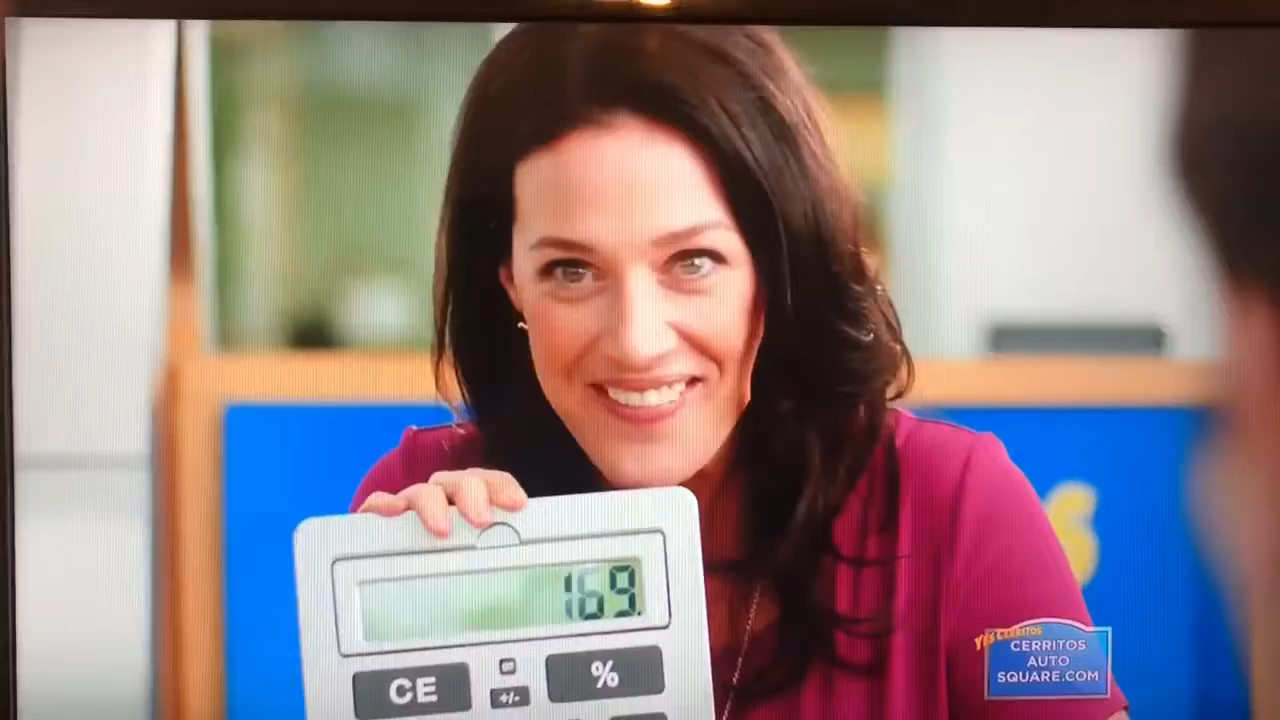 169.
CE
+/-
%
S
YES CERRITOS
CERRITOS
AUTO
SQUARE.COM